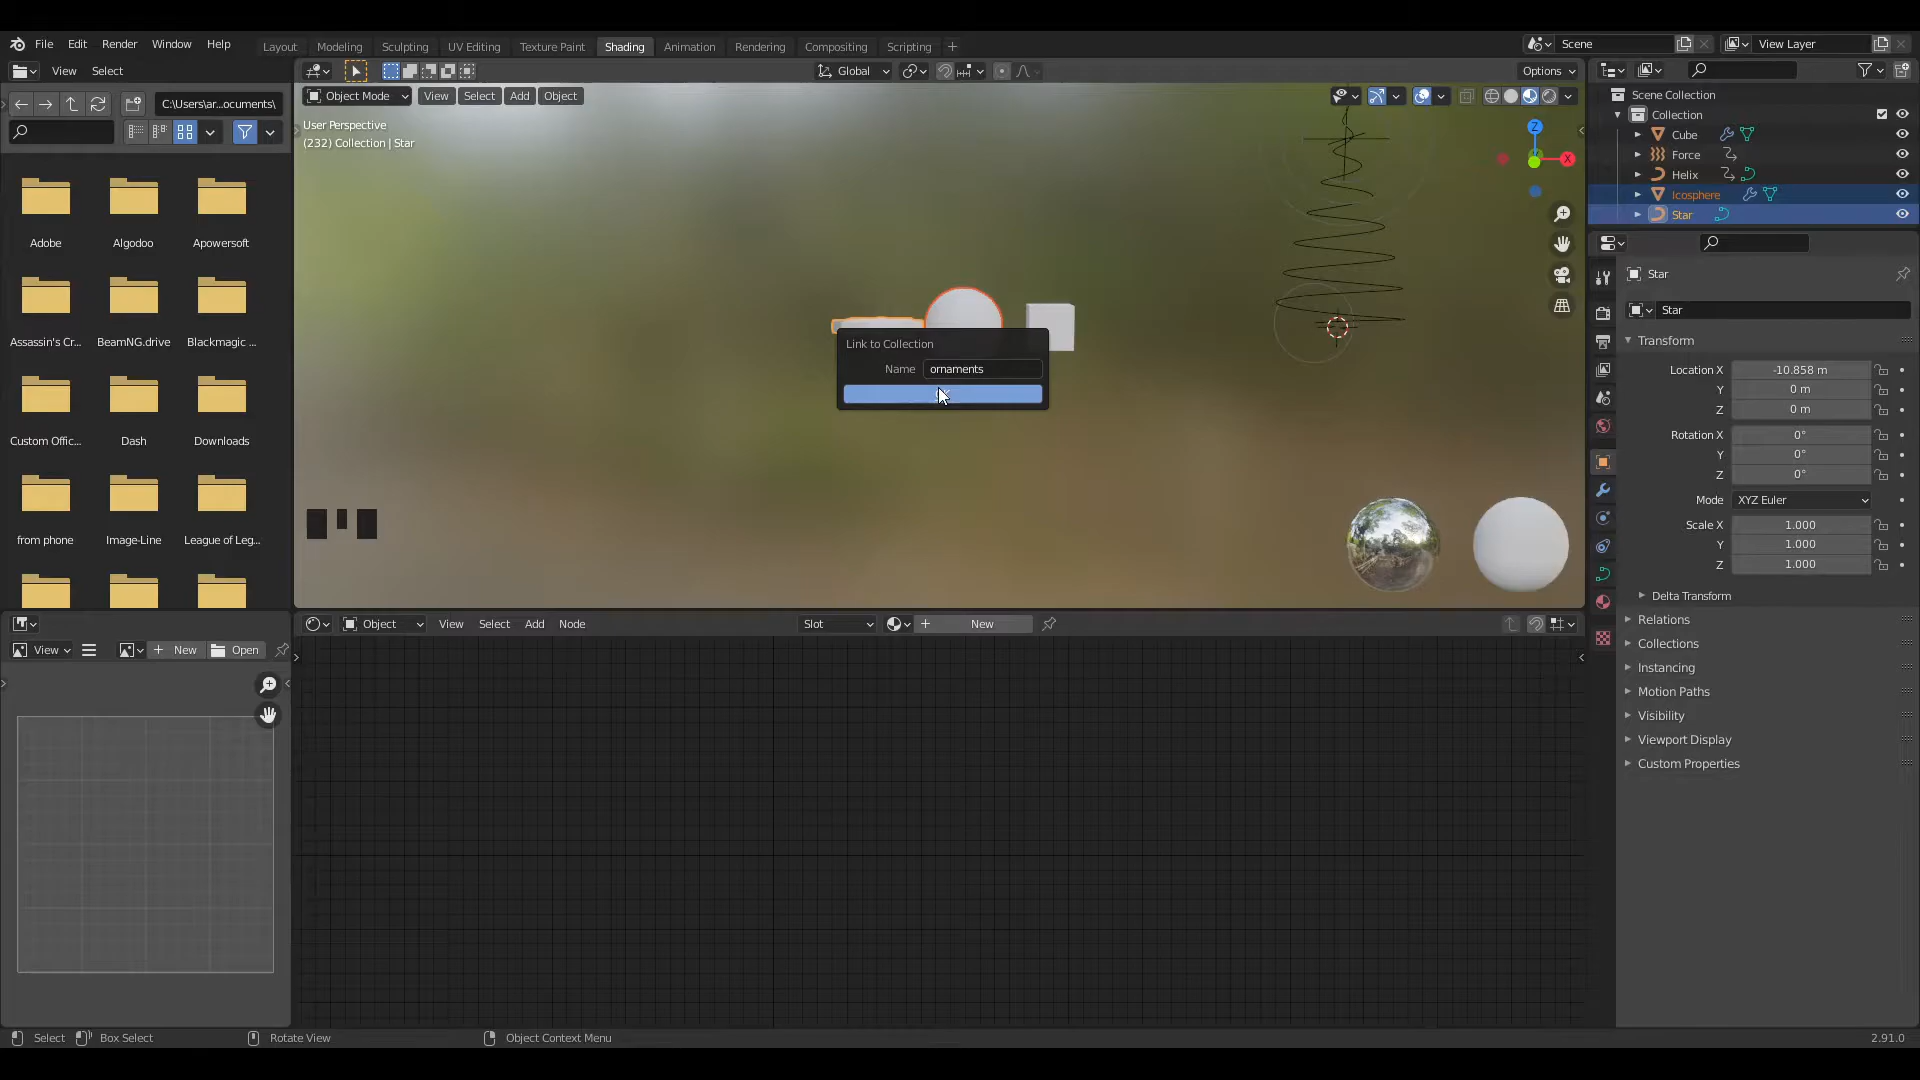 File Edit Render Window Help
Layout Modeling Sculpting UV Editing Texture Paint Shading Animation Rendering Compositing Scripting
Scene
View Layer
View Select
Global
Options
C:\Users\ar...ocuments\
Object Mode View Select Add Object
User Perspective
(232) Collection | Star
Z
X
Scene Collection
Collection
Cube
Force
Helix
Icosphere
Star
Adobe
Algodoo
Apowersoft
Assassin's Cr...
BeamNG.drive
Blackmagic ...
Custom Offic...
Dash
Downloads
from phone
Image-Line
League of Leg...
Link to Collection
Name ornaments
Star
Star
Transform
Location X -10.858 m
Y 0 m
Z 0 m
Rotation X 0°
Y 0°
Z 0°
Mode XYZ Euler
Scale X 1.000
Y 1.000
Z 1.000
Delta Transform
Relations
Collections
Instancing
Motion Paths
Visibility
Viewport Display
Custom Properties
Object View Select Add Node
Slot
New
View
New
Open
Select
Box Select
Rotate View
Object Context Menu
2.91.0